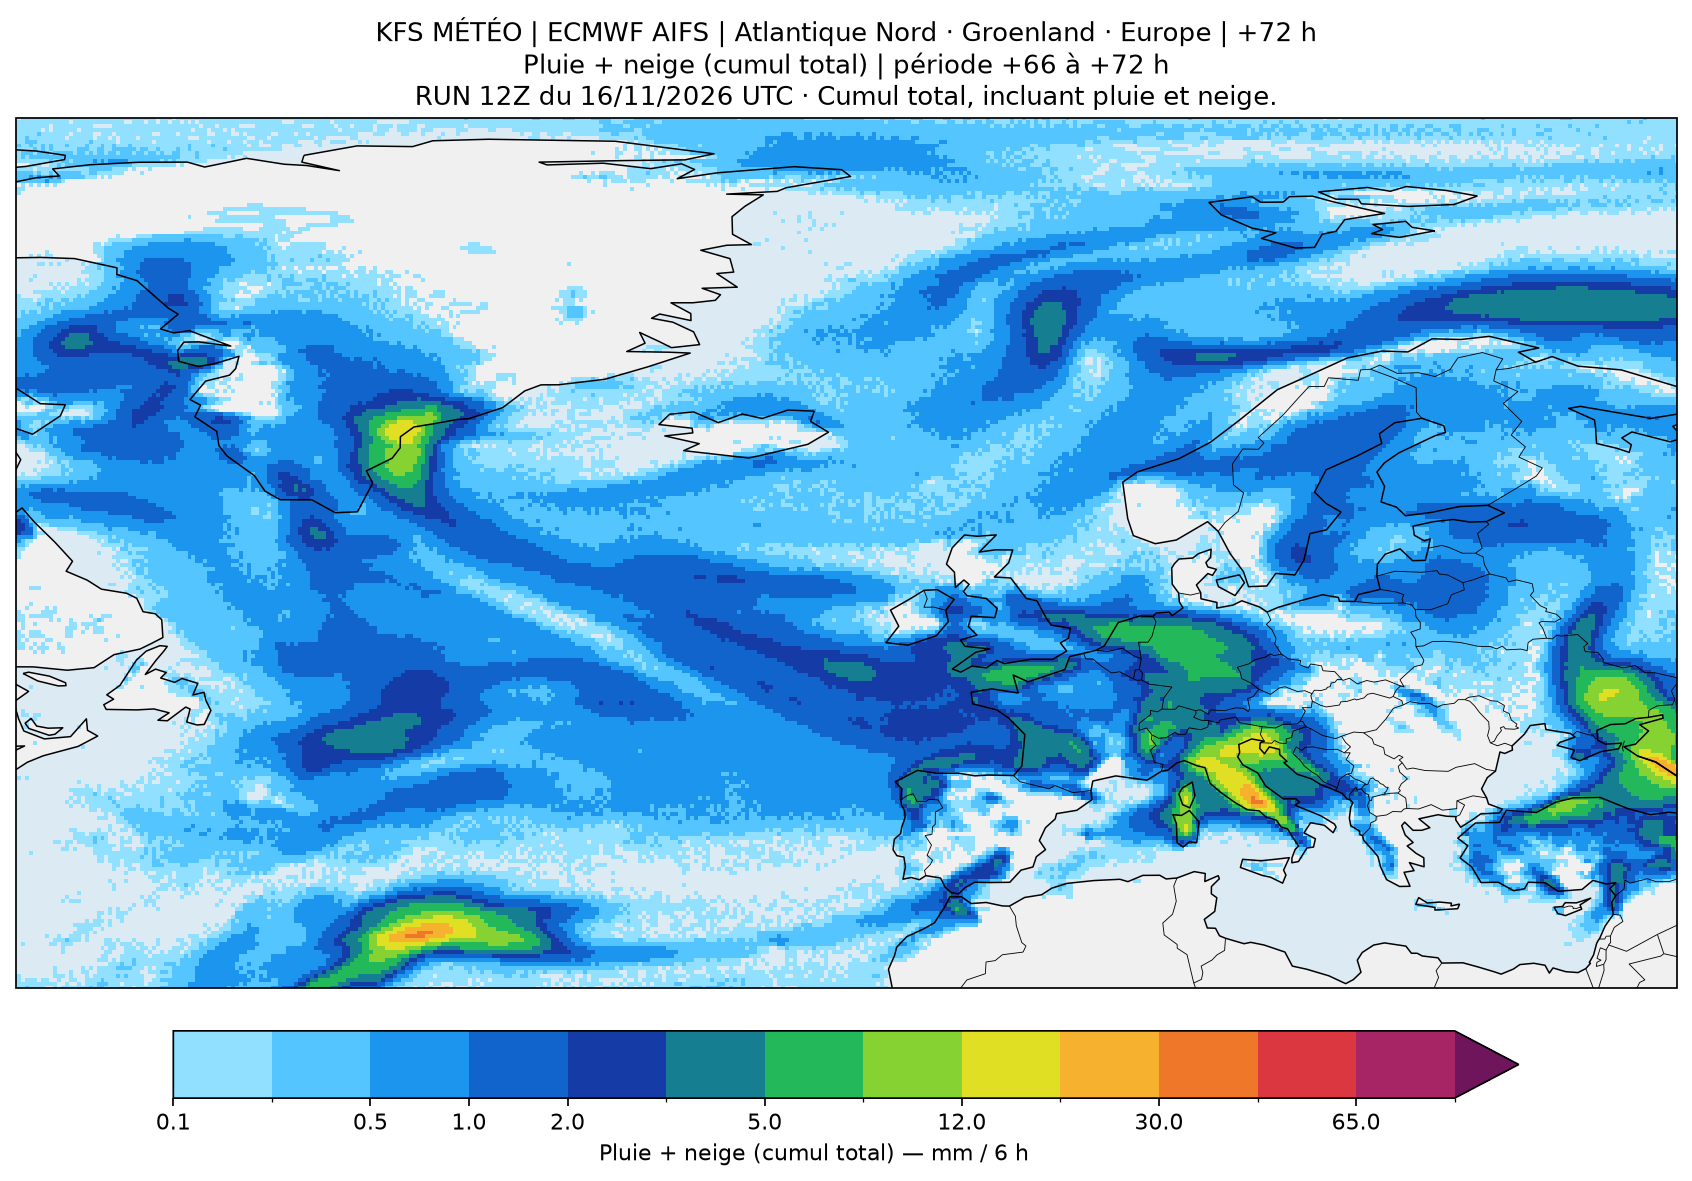 KFS MÉTÉO | ECMWF AIFS | Atlantique Nord · Groenland · Europe | +72 h
Pluie + neige (cumul total) | période +66 à +72 h
RUN 12Z du 16/11/2026 UTC · Cumul total, incluant pluie et neige.
0.1 0.5 1.0 2.0 5.0 12.0 30.0 65.0
Pluie + neige (cumul total) — mm / 6 h